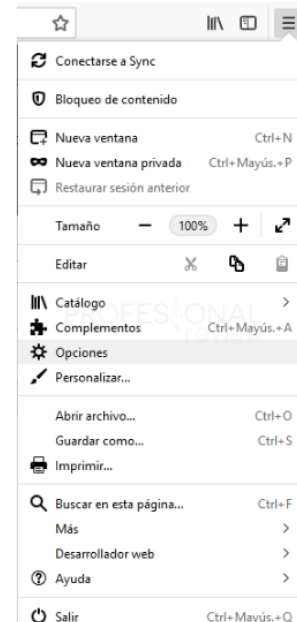 Conectarse a Sync
Bloqueo de contenido
Nueva ventana Ctrl+N
Nueva ventana privada Ctrl+Mayús.+P
Restaurar sesión anterior
Tamaño — 100% +
Editar
Catálogo
PROFESIONAL
review
Complementos Ctrl+Mayús.+A
Opciones
Personalizar...
Abrir archivo... Ctrl+O
Guardar como... Ctrl+S
Imprimir...
Buscar en esta página... Ctrl+F
Más
Desarrollador web
Ayuda
Salir Ctrl+Mayús.+Q